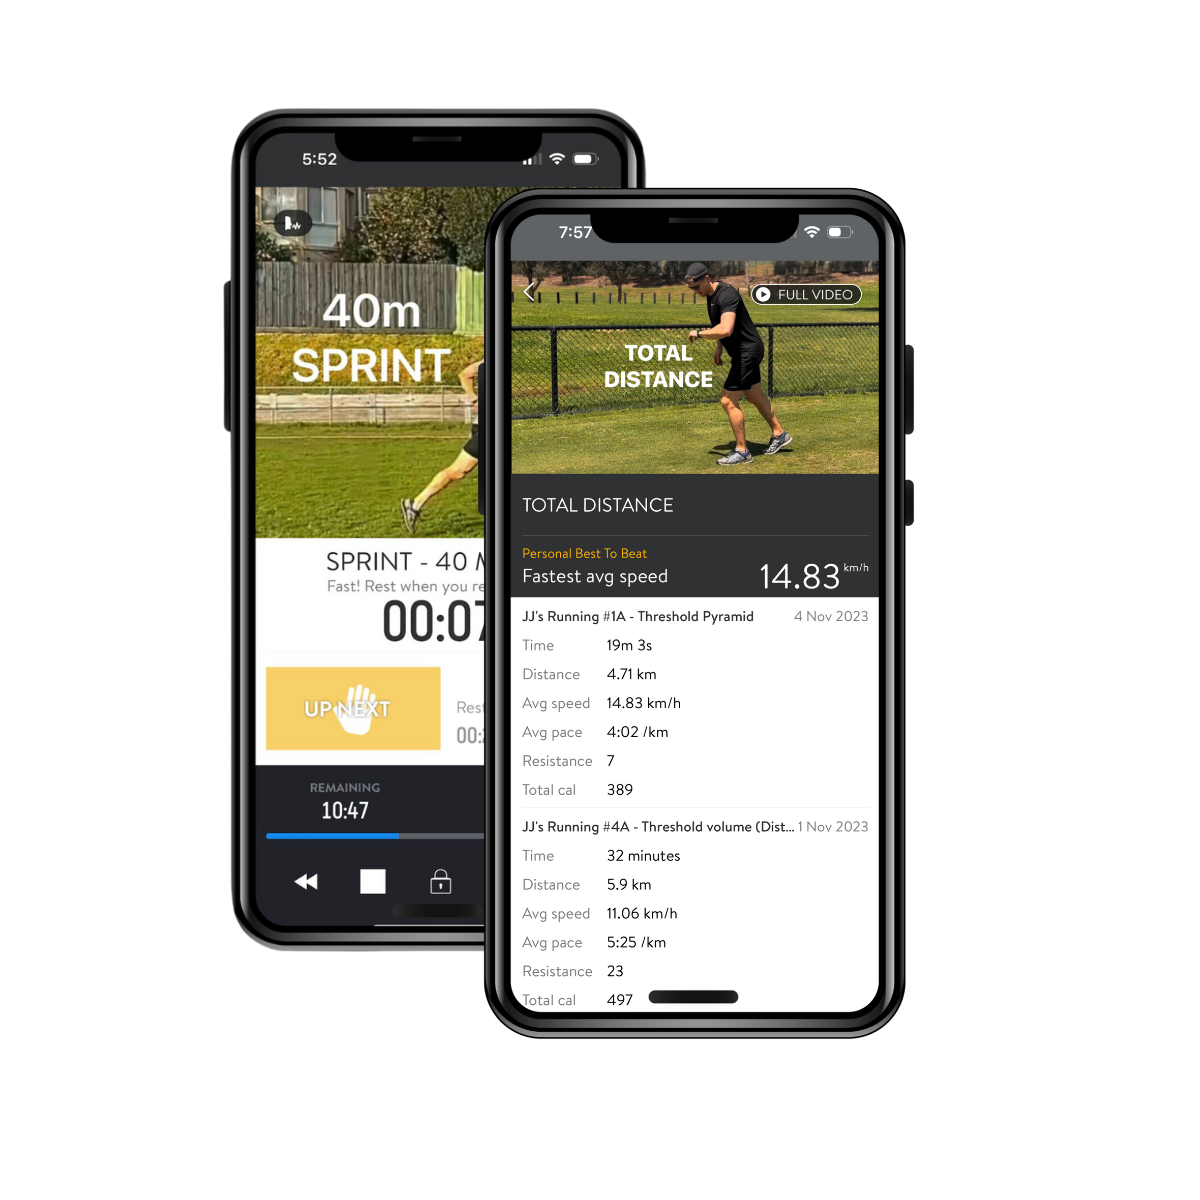 5:52
40m
SPRINT
SPRINT - 40
Fast! Rest when you re
00:07
UP NEXT
Rest
00:
REMAINING
10:47
7:57
FULL VIDEO
TOTAL
DISTANCE
TOTAL DISTANCE
Personal Best To Beat
Fastest avg speed 14.83 km/h
JJ's Running #1A - Threshold Pyramid 4 Nov 2023
Time 19m 3s
Distance 4.71 km
Avg speed 14.83 km/h
Avg pace 4:02 /km
Resistance 7
Total cal 389
JJ's Running #4A - Threshold volume (Dist... 1 Nov 2023
Time 32 minutes
Distance 5.9 km
Avg speed 11.06 km/h
Avg pace 5:25 /km
Resistance 23
Total cal 497